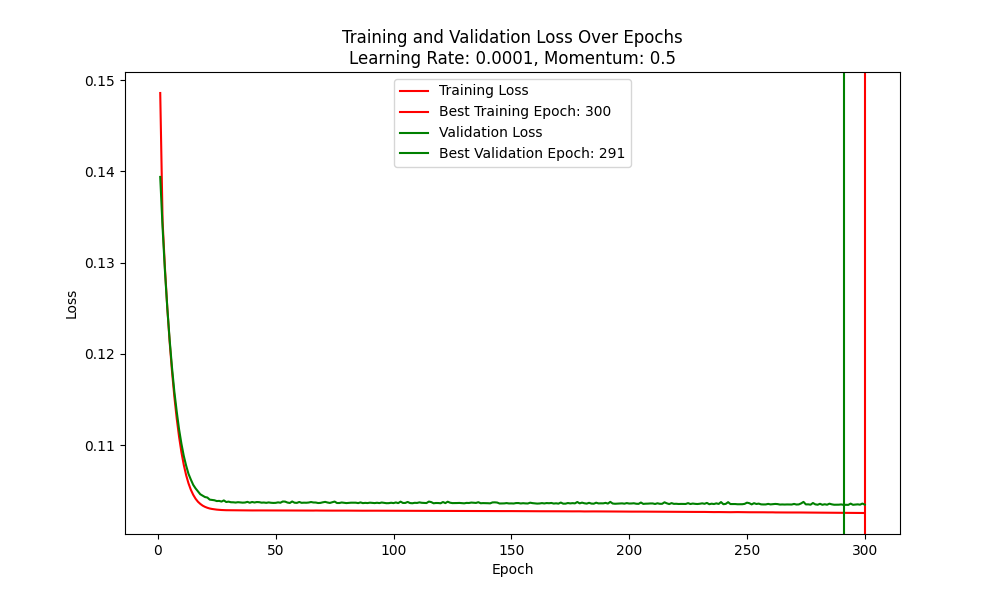 Training and Validation Loss Over Epochs
Learning Rate: 0.0001, Momentum: 0.5
Training Loss
Best Training Epoch: 300
Validation Loss
Best Validation Epoch: 291
0.15
0.14
0.13
0.12
0.11
Loss
0 50 100 150 200 250 300
Epoch